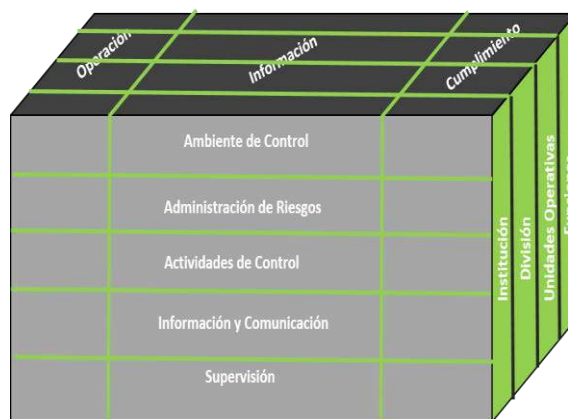 Operación
Información
Cumplimiento
Ambiente de Control
Administración de Riesgos
Actividades de Control
Información y Comunicación
Supervisión
Institución
División
Unidades Operativas
Funciones